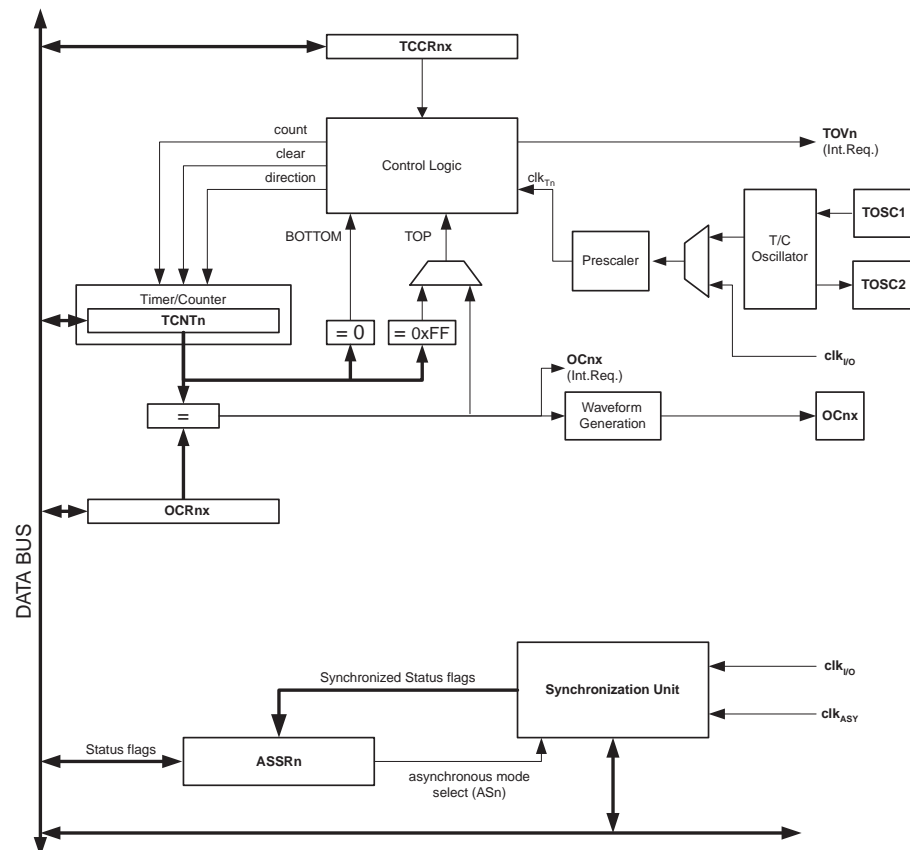 TCCRnx
count
clear
direction
Control Logic
TOVn
(Int.Req.)
clkTn
BOTTOM
TOP
TOSC1
T/C
Oscillator
Prescaler
TOSC2
Timer/Counter
TCNTn
= 0
= 0xFF
clkI/O
OCnx
(Int.Req.)
=
Waveform
Generation
OCnx
OCRnx
DATA BUS
Synchronized Status flags
Synchronization Unit
clkI/O
clkASY
Status flags
ASSRn
asynchronous mode
select (ASn)